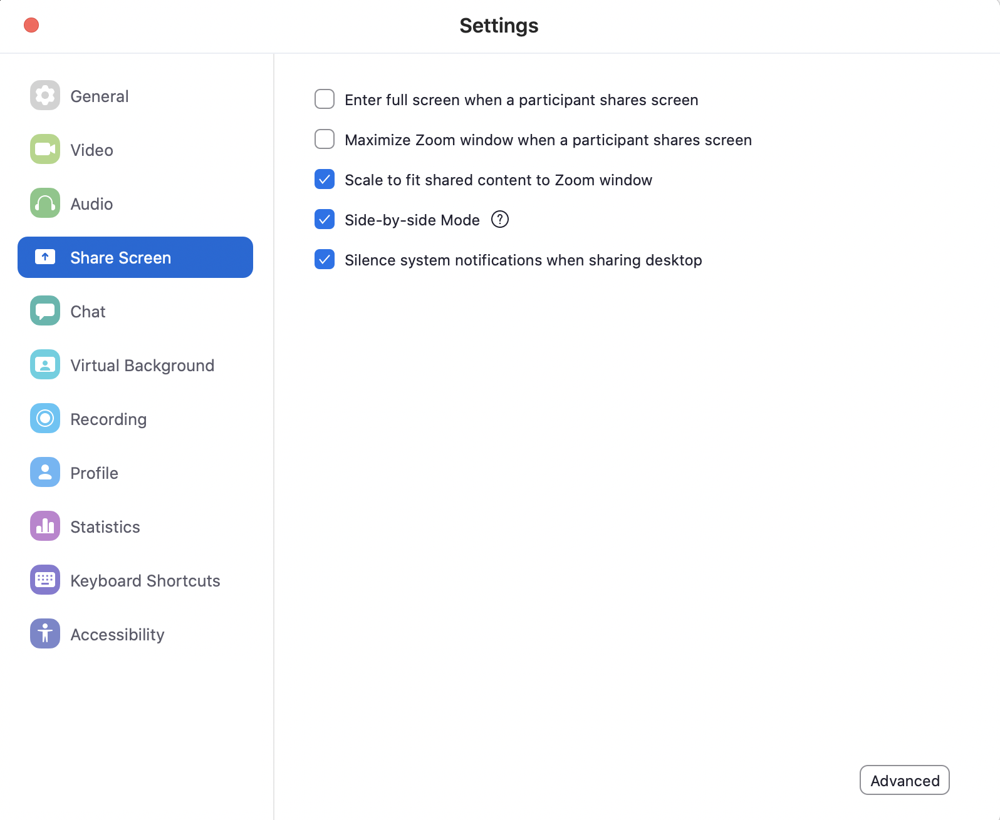 Settings
General
Video
Audio
Share Screen
Chat
Virtual Background
Recording
Profile
Statistics
Keyboard Shortcuts
Accessibility
Enter full screen when a participant shares screen
Maximize Zoom window when a participant shares screen
Scale to fit shared content to Zoom window
Side-by-side Mode ?
Silence system notifications when sharing desktop
Advanced